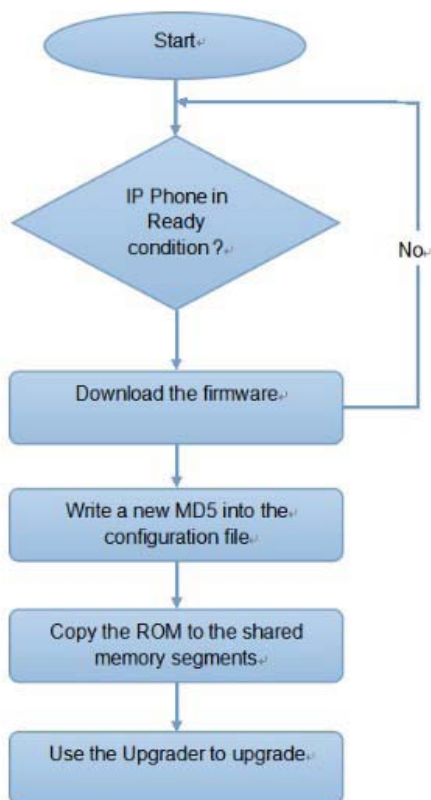 Start
IP Phone in
Ready
condition?
No
Download the firmware
Write a new MD5 into the
configuration file
Copy the ROM to the shared
memory segments
Use the Upgrader to upgrade